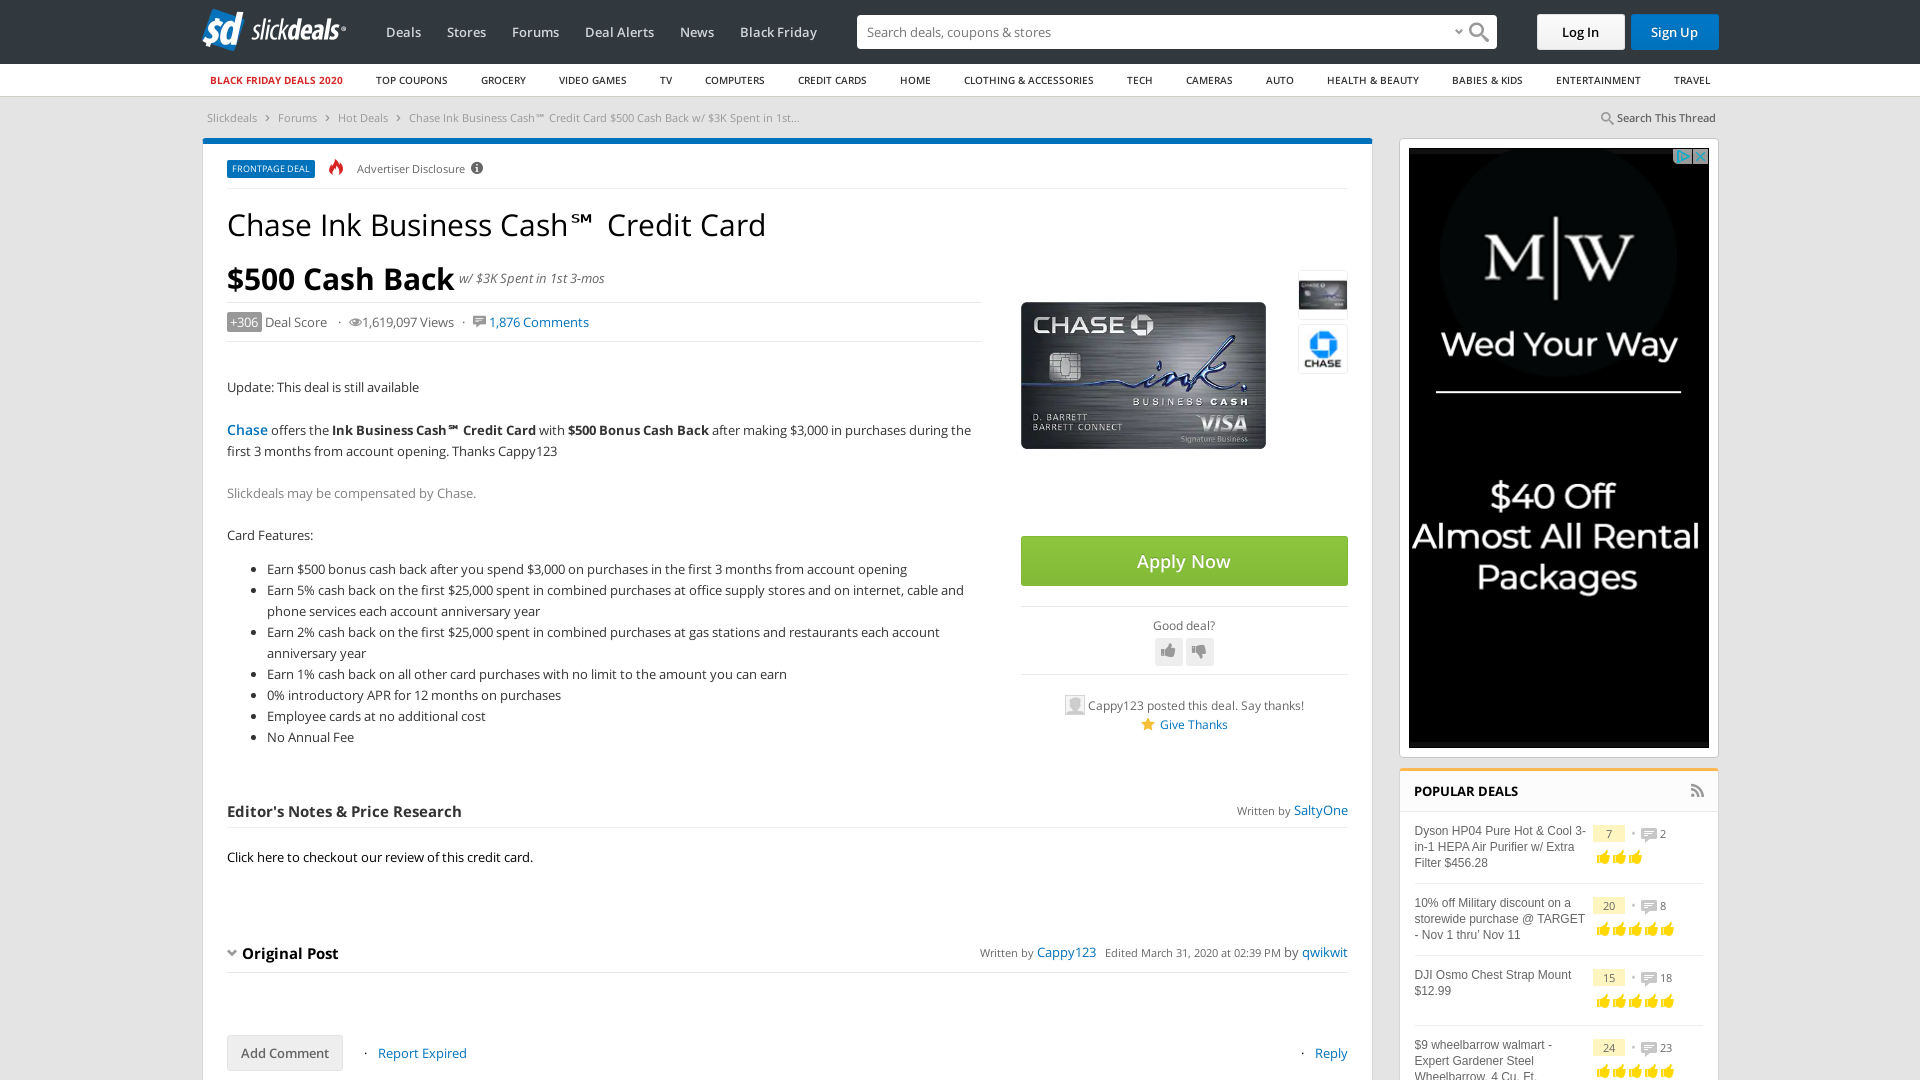 sd slickdeals
Deals
Stores
Forums
Deal Alerts
News
Black Friday
Search deals, coupons & stores
Log In
Sign Up
BLACK FRIDAY DEALS 2020
TOP COUPONS
GROCERY
VIDEO GAMES
TV
COMPUTERS
CREDIT CARDS
HOME
CLOTHING & ACCESSORIES
TECH
CAMERAS
AUTO
HEALTH & BEAUTY
BABIES & KIDS
ENTERTAINMENT
TRAVEL
Slickdeals > Forums > Hot Deals > Chase Ink Business Cash℠ Credit Card $500 Cash Back w/ $3K Spent in 1st...
Search This Thread
FRONTPAGE DEAL
Advertiser Disclosure
Chase Ink Business Cash℠ Credit Card
$500 Cash Back w/ $3K Spent in 1st 3-mos
+306 Deal Score · 1,619,097 Views · 1,876 Comments
Update: This deal is still available
Chase offers the Ink Business Cash℠ Credit Card with $500 Bonus Cash Back after making $3,000 in purchases during the
first 3 months from account opening. Thanks Cappy123
Slickdeals may be compensated by Chase.
Card Features:
• Earn $500 bonus cash back after you spend $3,000 on purchases in the first 3 months from account opening
• Earn 5% cash back on the first $25,000 spent in combined purchases at office supply stores and on internet, cable and
phone services each account anniversary year
• Earn 2% cash back on the first $25,000 spent in combined purchases at gas stations and restaurants each account
anniversary year
• Earn 1% cash back on all other card purchases with no limit to the amount you can earn
• 0% introductory APR for 12 months on purchases
• Employee cards at no additional cost
• No Annual Fee
CHASE
ink.
BUSINESS CASH
D. BARRETT
BARRETT CONNECT
VISA
Signature Business
CHASE
Apply Now
Good deal?
Cappy123 posted this deal. Say thanks!
Give Thanks
Editor's Notes & Price Research
Written by SaltyOne
Click here to checkout our review of this credit card.
Original Post
Written by Cappy123 Edited March 31, 2020 at 02:39 PM by qwikwit
Add Comment
· Report Expired
· Reply
M|W
Wed Your Way
$40 Off
Almost All Rental
Packages
POPULAR DEALS
Dyson HP04 Pure Hot & Cool 3-
in-1 HEPA Air Purifier w/ Extra
Filter $456.28
7 • 2
10% off Military discount on a
storewide purchase @ TARGET
- Nov 1 thru' Nov 11
20 • 8
DJI Osmo Chest Strap Mount
$12.99
15 • 18
$9 wheelbarrow walmart -
Expert Gardener Steel
Wheelbarrow, 4 Cu. Ft.
24 • 23